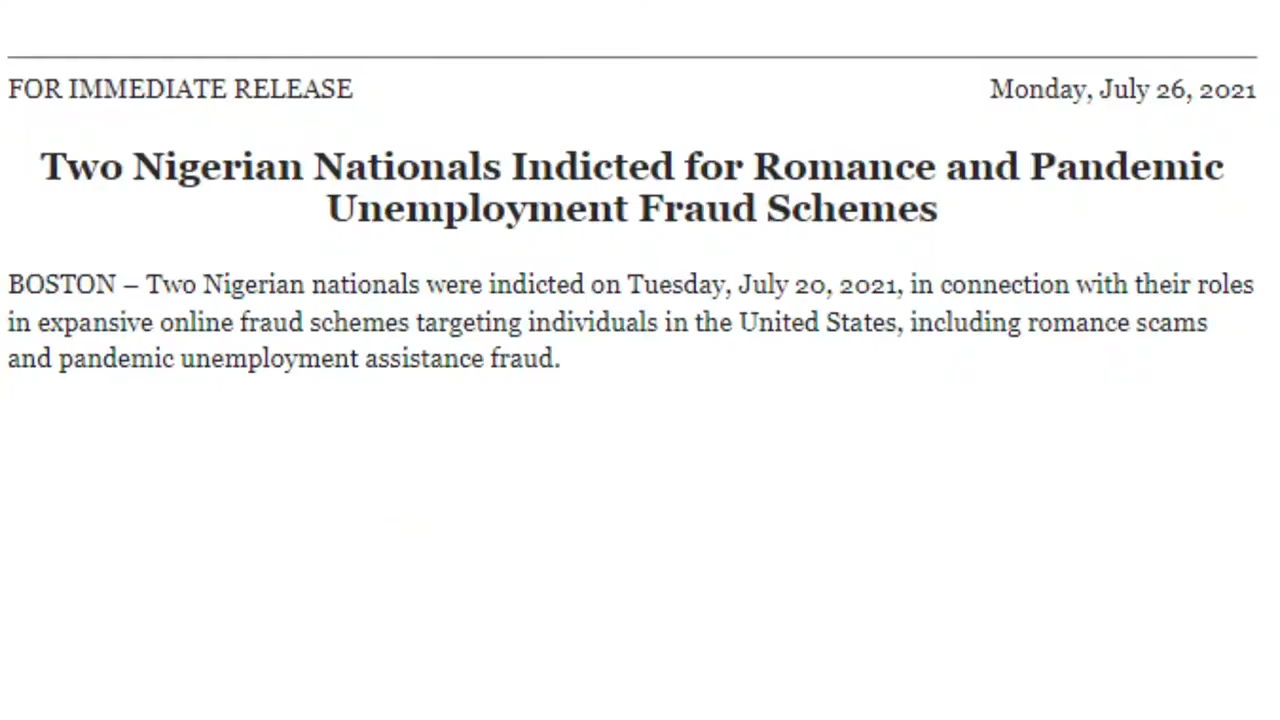 FOR IMMEDIATE RELEASE Monday, July 26, 2021
Two Nigerian Nationals Indicted for Romance and Pandemic
Unemployment Fraud Schemes
BOSTON – Two Nigerian nationals were indicted on Tuesday, July 20, 2021, in connection with their roles
in expansive online fraud schemes targeting individuals in the United States, including romance scams
and pandemic unemployment assistance fraud.